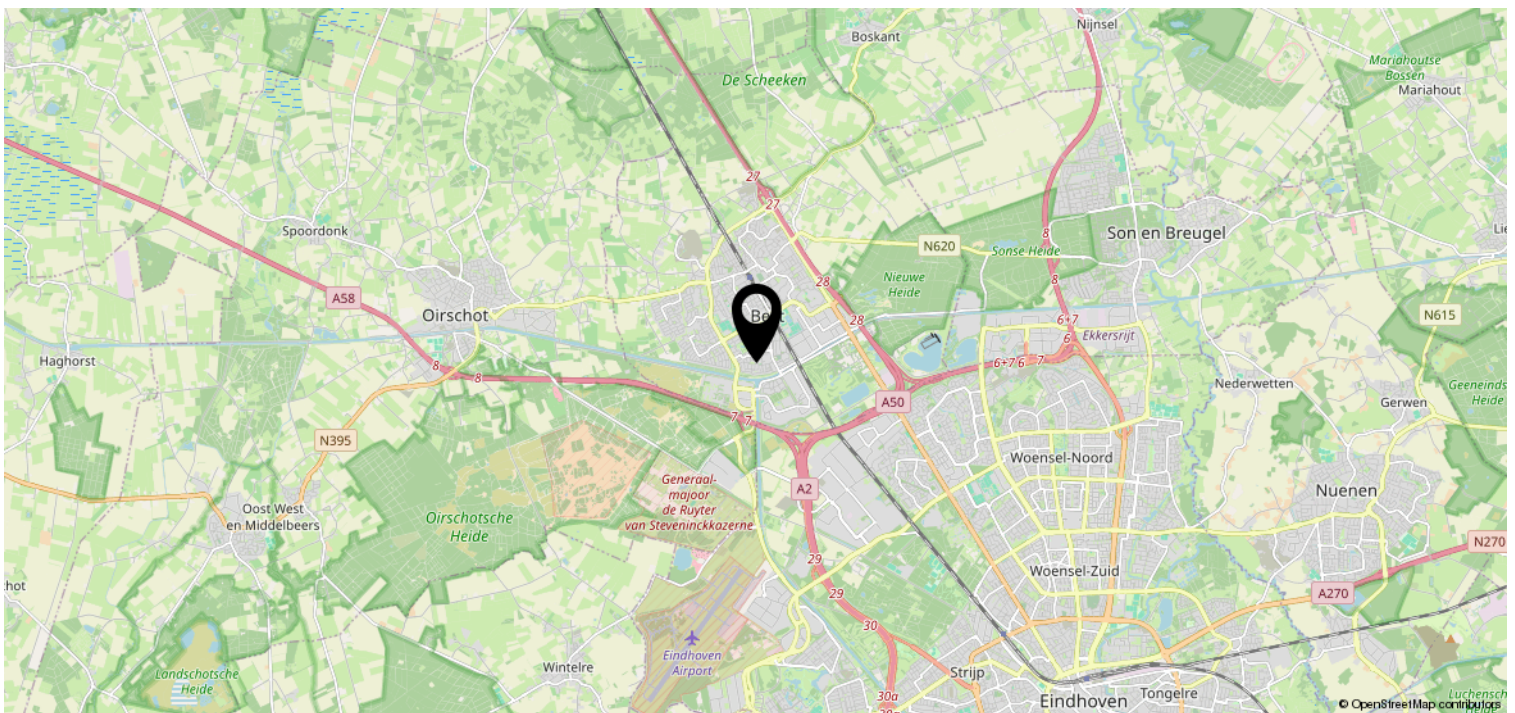 Nijnsel
Boskant
Mariahoutse
Bossen
De Scheeken
Mariahout
27
27
Spoordonk
Son en Breugel
8
N620
Sonse Heide
Nieuwe
Heide
8
28
A58
Oirschot
28
6+7
N615
6
Ekkersrijt
Haghorst
8
8
6+7
6
7
Nederwetten
Gerwen
A50
7
7
N395
Woensel-Noord
Generaal-
majoor
de Ruyter
van Steveninckkazerne
A2
Nuenen
Oost West
en Middelbeers
Oirschotsche
Heide
N270
29
Woensel-Zuid
29
A270
30
Eindhoven
Airport
Wintelre
Landschotsche
Heide
Strijp
30a
Eindhoven
Tongelre
© OpenStreetMap contributors